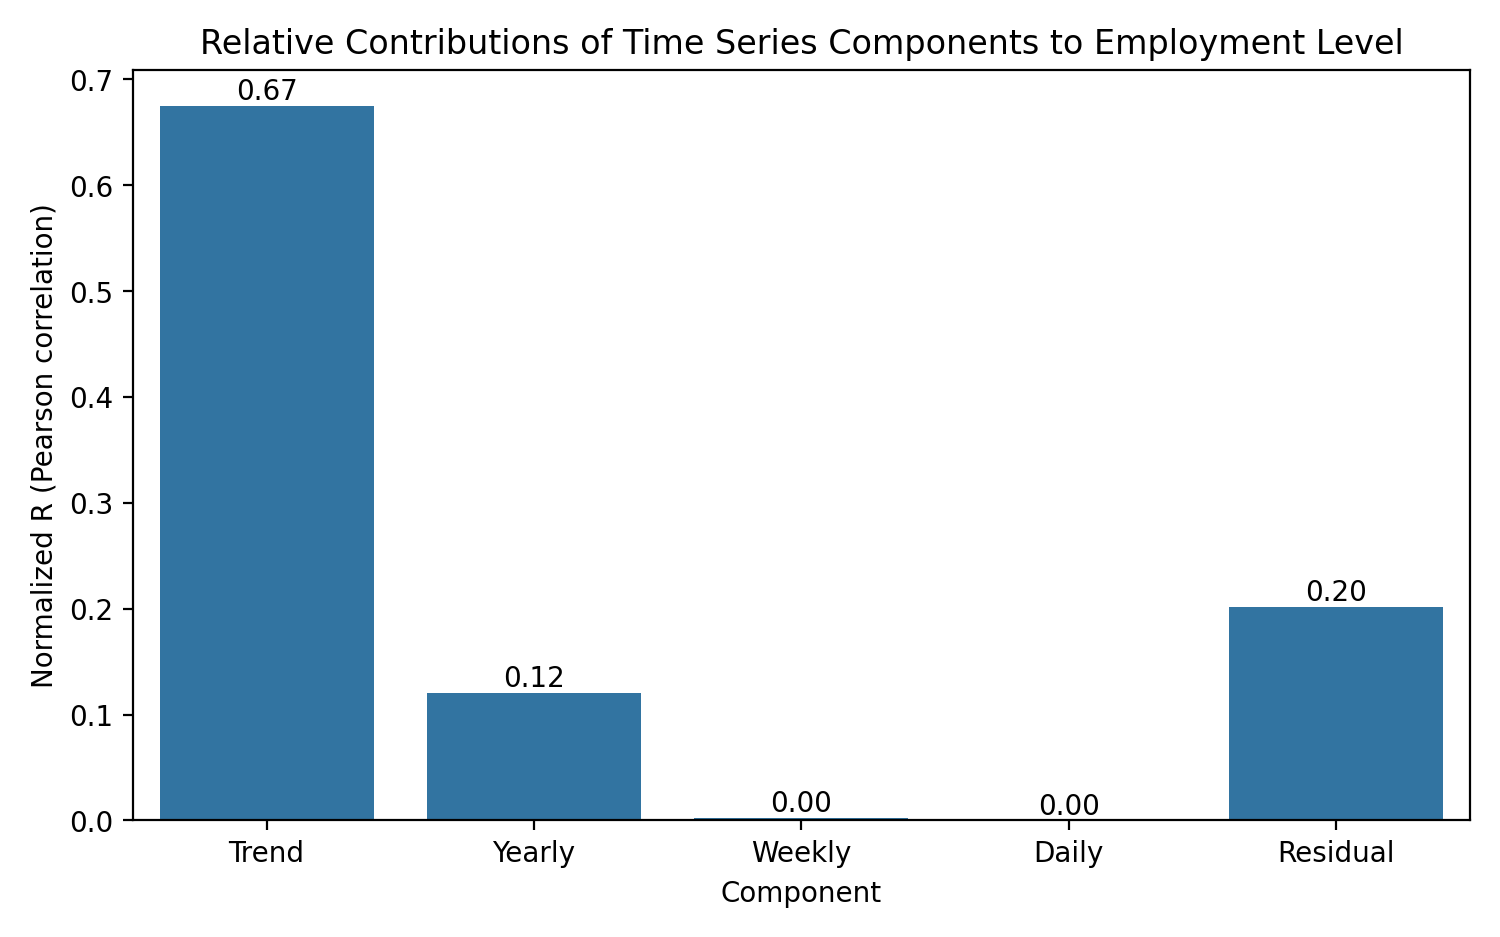 Relative Contributions of Time Series Components to Employment Level
Normalized R (Pearson correlation)
0.7
0.6
0.5
0.4
0.3
0.2
0.1
0.0
0.67
0.12
0.00
0.00
0.20
Trend
Yearly
Weekly
Daily
Residual
Component